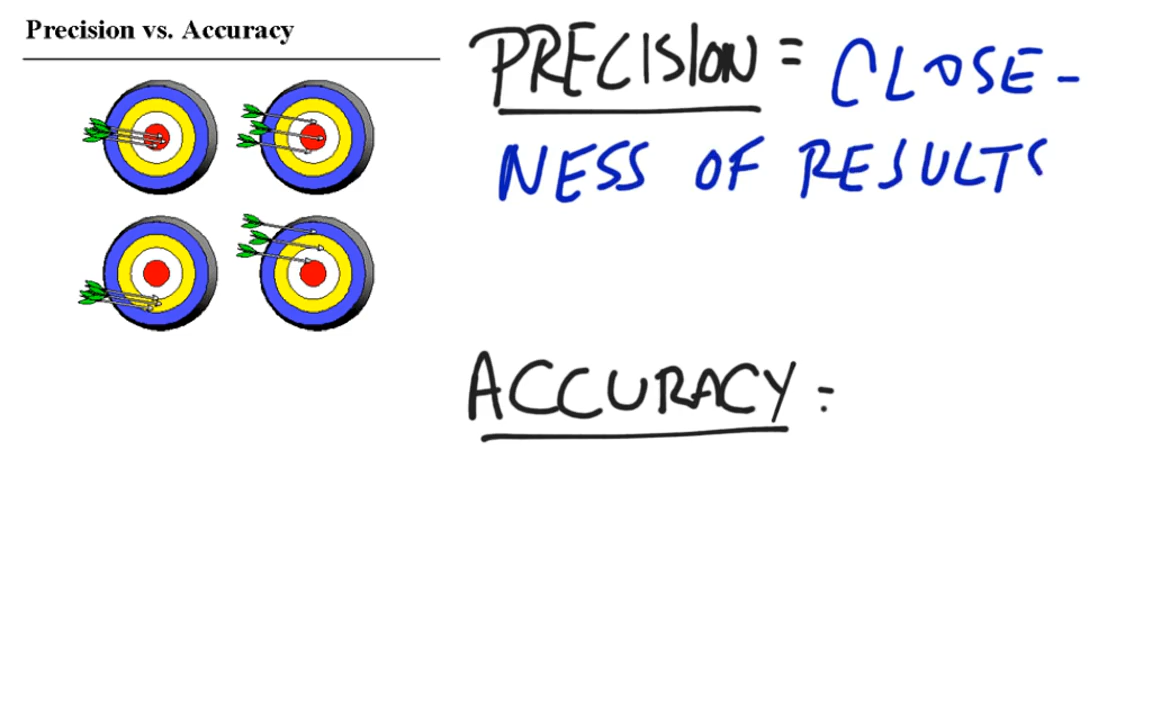 Precision vs. Accuracy
PRECISION = CLOSE-
NESS OF RESULTS
ACCURACY =